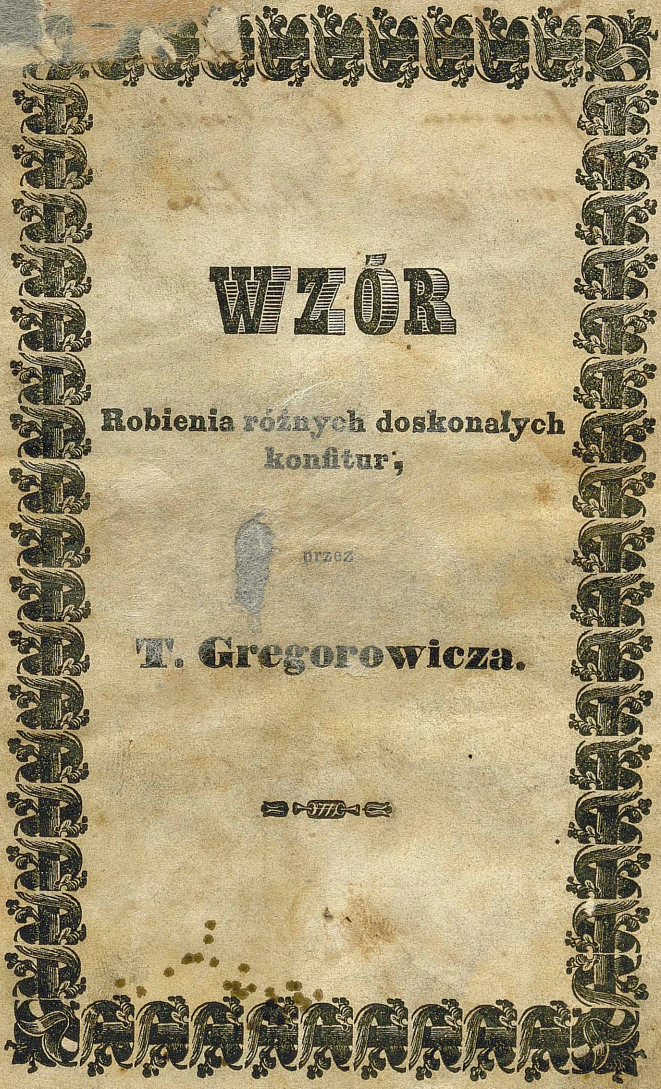 WZÓR
Robienia różnych doskonałych
konfitur,
przez
T. Gregorowicza.